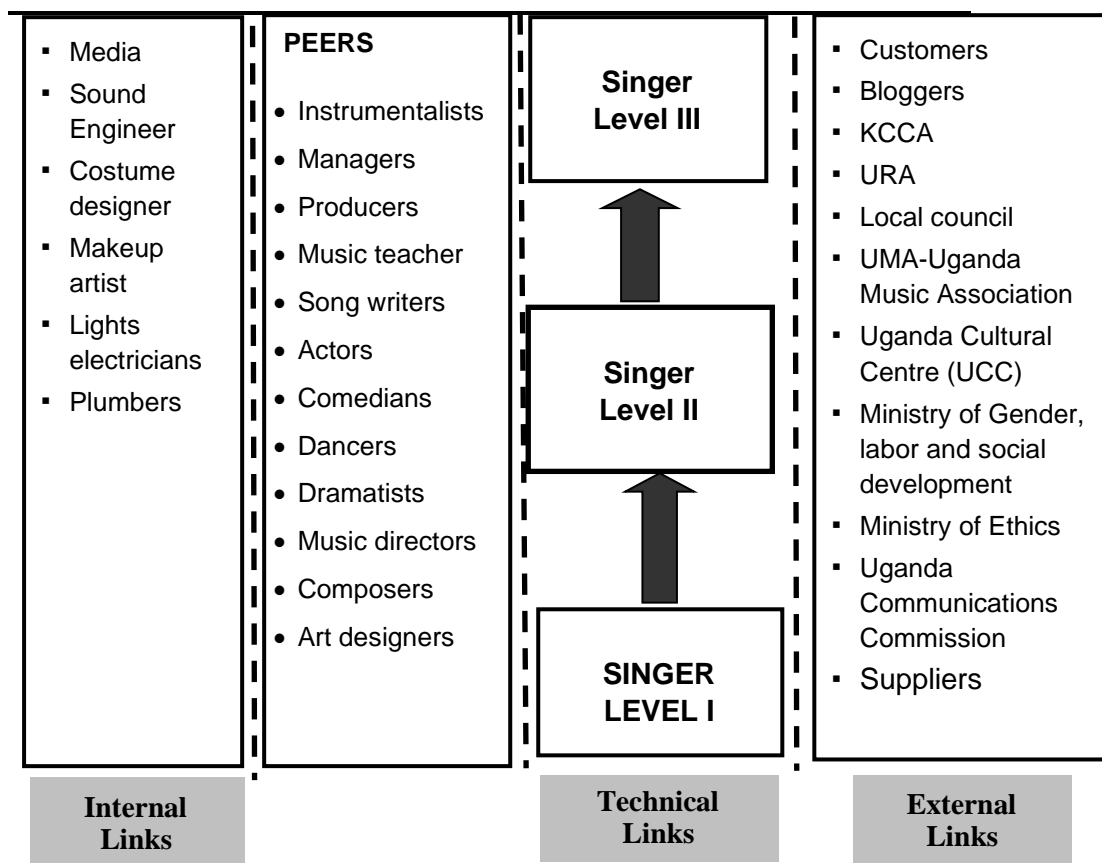 ▪ Media
▪ Sound
Engineer
▪ Costume
designer
▪ Makeup
artist
▪ Lights
electricians
▪ Plumbers
PEERS
• Instrumentalists
• Managers
• Producers
• Music teacher
• Song writers
• Actors
• Comedians
• Dancers
• Dramatists
• Music directors
• Composers
• Art designers
Singer
Level III
Singer
Level II
SINGER
LEVEL I
▪ Customers
▪ Bloggers
▪ KCCA
▪ URA
▪ Local council
▪ UMA-Uganda
Music Association
▪ Uganda Cultural
Centre (UCC)
▪ Ministry of Gender,
labor and social
development
▪ Ministry of Ethics
▪ Uganda
Communications
Commission
▪ Suppliers
Internal
Links
Technical
Links
External
Links